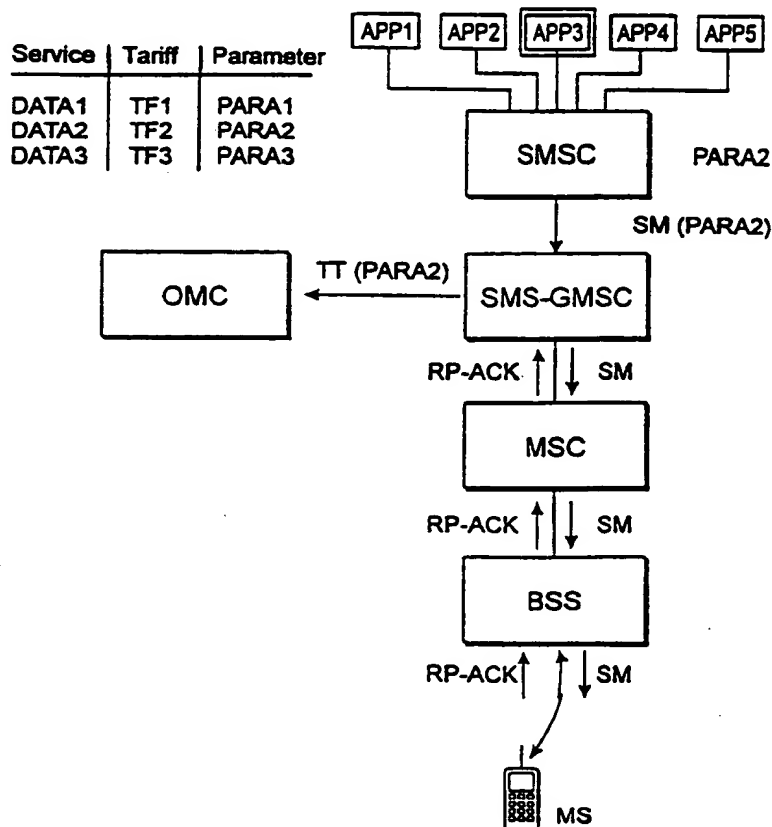 APP1 APP2 APP3 APP4 APP5
Service Tariff Parameter
DATA1 TF1 PARA1
DATA2 TF2 PARA2
DATA3 TF3 PARA3
SMSC PARA2
SM (PARA2)
TT (PARA2)
OMC SMS-GMSC
RP-ACK SM
MSC
RP-ACK SM
BSS
RP-ACK SM
MS